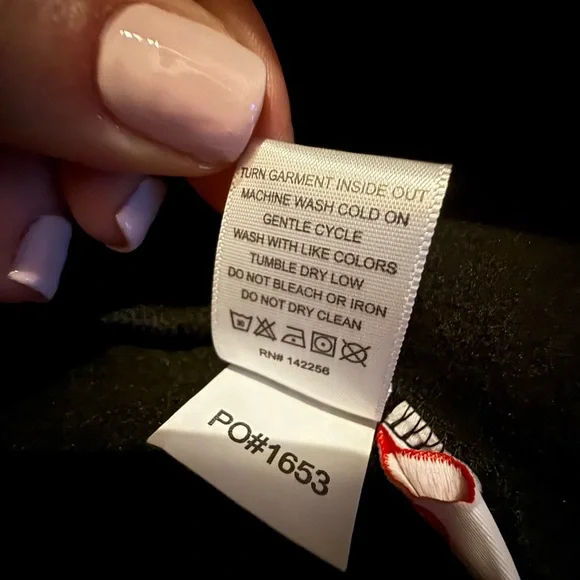 TURN GARMENT INSIDE OUT
MACHINE WASH COLD ON
GENTLE CYCLE
WASH WITH LIKE COLORS
TUMBLE DRY LOW
DO NOT BLEACH OR IRON
DO NOT DRY CLEAN
RN# 142256
PO#1653